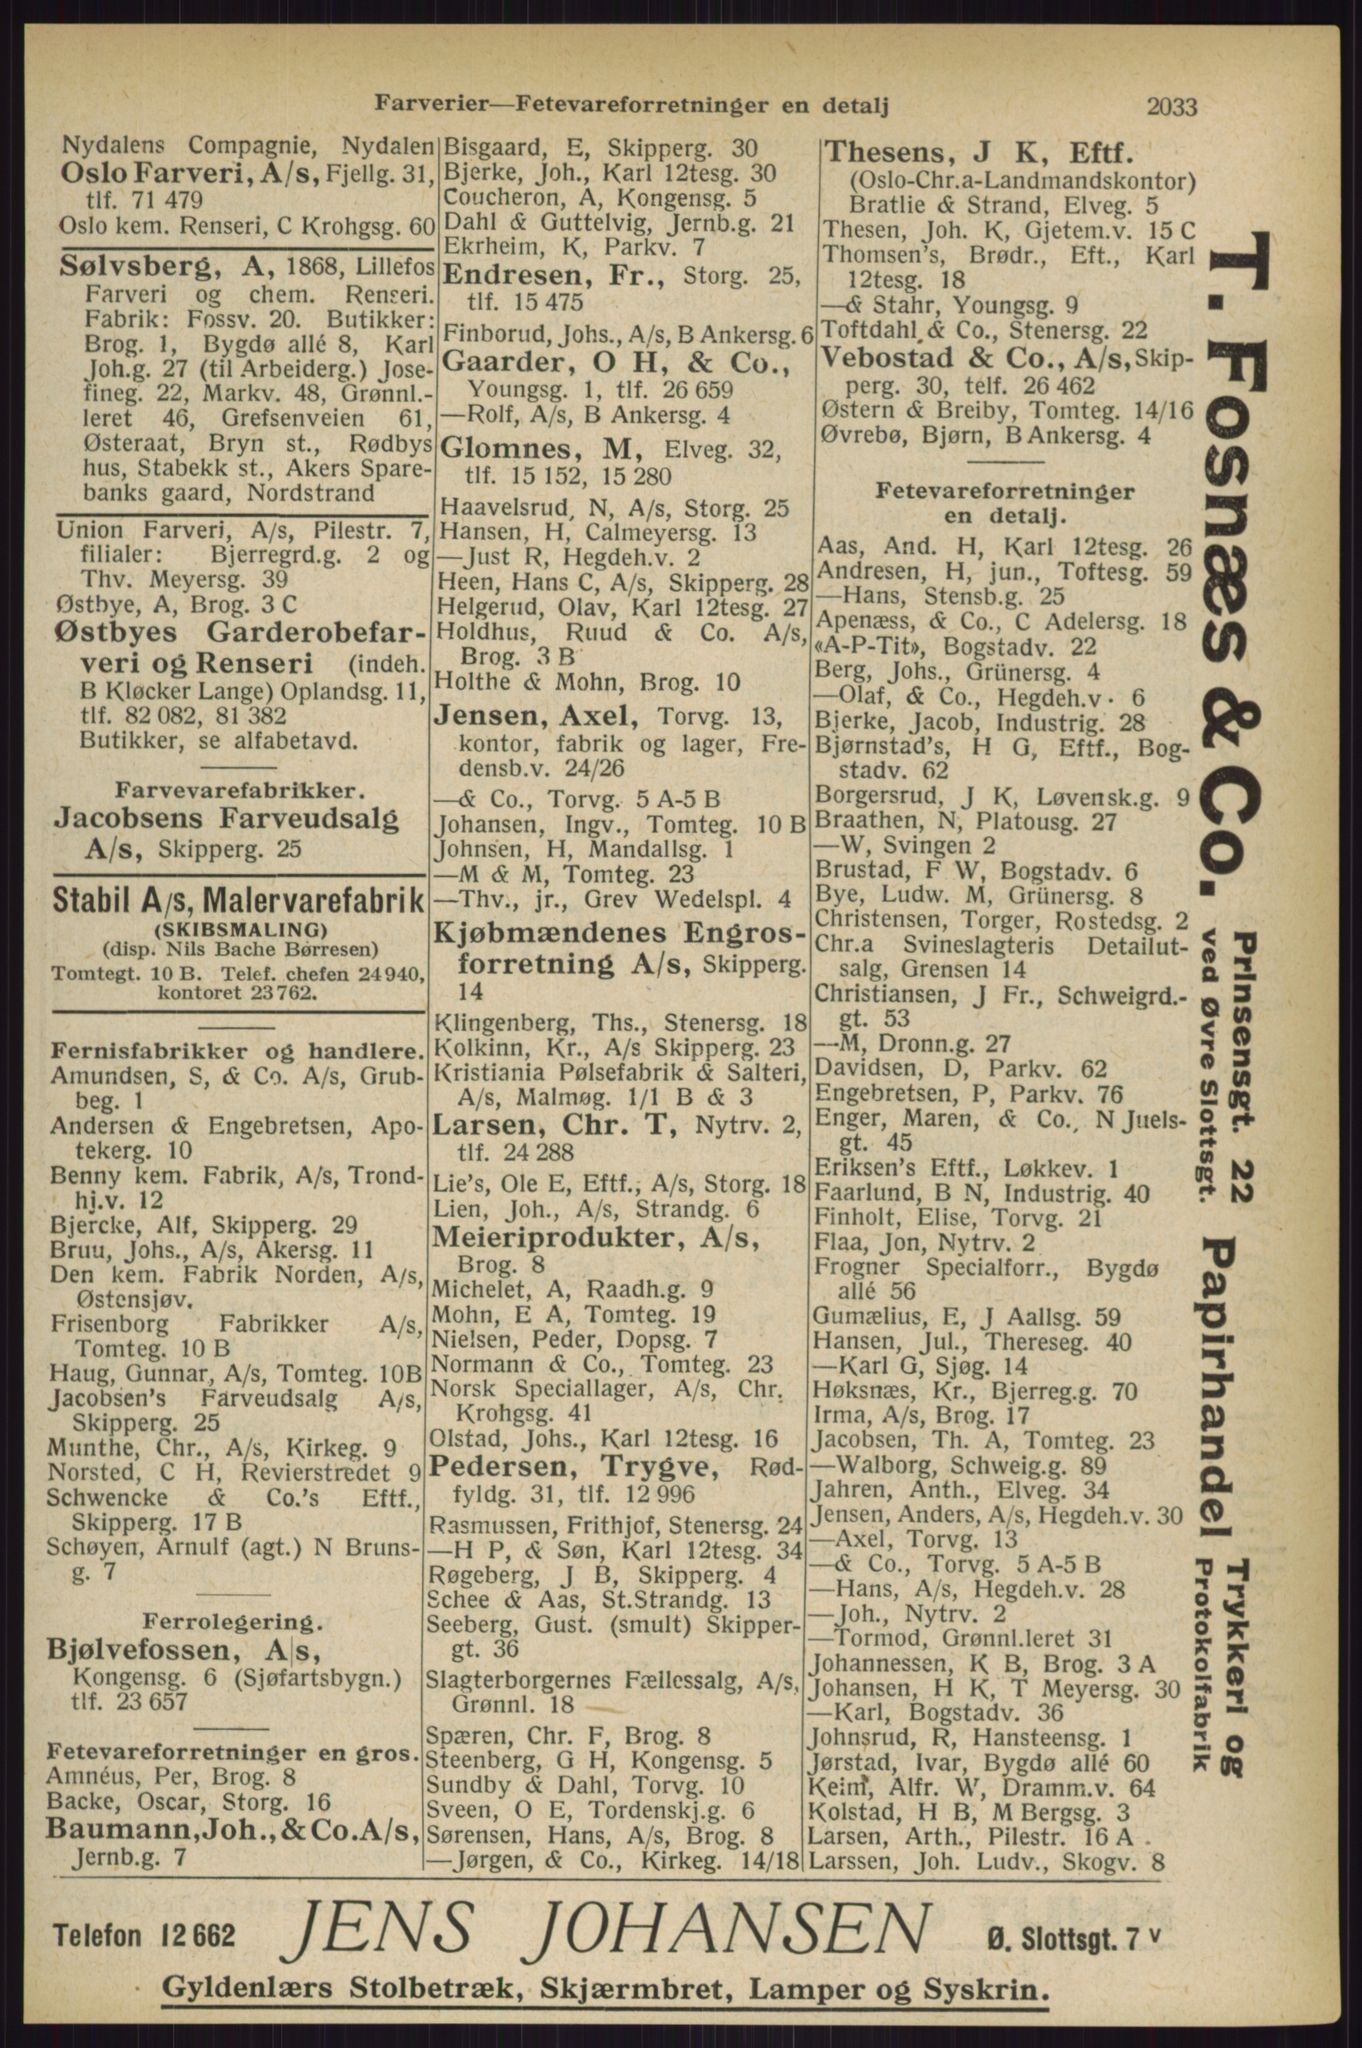 Farverier—Fetevareforretninger en detalj
2033
Nydalens Compagnie, Nydalen
Oslo Farveri, A/s, Fjellg. 31,
tlf. 71 479
Oslo kem. Renseri, C Krohgsg. 60
Sølvsberg, A, 1868, Lillefos
Farveri og chem. Renseri.
Fabrik: Fossv. 20. Butikker:
Brog. 1, Bygdø allé 8, Karl
Joh.g. 27 (til Arbeiderg.) Jose-
fineg. 22, Markv. 48, Grønnl.-
leret 46, Grefsenveien 61,
Østeraat, Bryn st., Rødbys
hus, Stabekk st., Akers Spare-
banks gaard, Nordstrand
Union Farveri, A/s, Pilestr. 7,
filialer: Bjerregrd.g. 2 og
Thv. Meyersg. 39
Østbye, A, Brog. 3 C
Østbyes Garderobefar-
veri og Renseri (indeh.
B Kløcker Lange) Oplandsg. 11,
tlf. 82 082, 81 382
Butikker, se alfabetavd.
Farvevarefabrikker.
Jacobsens Farveudsalg
A/s, Skipperg. 25
Stabil A/s, Malervarefabrik
(SKIBSMALING)
(disp. Nils Bache Børresen)
Tomtegt. 10 B. Telef. chefen 24 940,
kontoret 23 762.
Fernisfabrikker og handlere.
Amundsen, S, & Co. A/s, Grub-
beg. 1
Andersen & Engebretsen, Apo-
tekerg. 10
Benny kem. Fabrik, A/s, Trond-
hj.v. 12
Bjercke, Alf, Skipperg. 29
Bruu, Johs., A/s, Akersg. 11
Den kem. Fabrik Norden, A/s,
Østensjøv.
Frisenborg Fabrikker A/s,
Tomteg. 10 B
Haug, Gunnar, A/s, Tomteg. 10B
Jacobsen's Farveudsalg A/s,
Skipperg. 25
Munthe, Chr., A/s, Kirkeg. 9
Norsted, C H, Revierstredet 9
Schwencke & Co.'s Eftf.,
Skipperg. 17 B
Schøyen, Arnulf (agt.) N Bruns-
g. 7
Ferrolegering.
Bjølvefossen, A/s,
Kongensg. 6 (Sjøfartsbygn.)
tlf. 23 657
Fetevareforretninger en gros.
Amnéus, Per, Brog. 8
Backe, Oscar, Storg. 16
Baumann, Joh., & Co. A/s,
Jernb.g. 7
Bisgaard, E, Skipperg. 30
Bjerke, Joh., Karl 12tesg. 30
Coucheron, A, Kongensg. 5
Dahl & Guttelvig, Jernb.g. 21
Ekrheim, K, Parkv. 7
Endresen, Fr., Storg. 25,
tlf. 15 475
Finborud, Johs., A/s, B Ankersg. 6
Gaarder, O H, & Co.,
Youngsg. 1, tlf. 26 659
—Rolf, A/s, B Ankersg. 4
Glomnes, M, Elveg. 32,
tlf. 15 152, 15 280
Haavelsrud, N, A/s, Storg. 25
Hansen, H, Calmeyersg. 13
—Just R, Hegdeh.v. 2
Heen, Hans C, A/s, Skipperg. 28
Helgerud, Olav, Karl 12tesg. 27
Holdhus, Ruud & Co. A/s,
Brog. 3 B
Holthe & Mohn, Brog. 10
Jensen, Axel, Torvg. 13,
kontor, fabrik og lager, Fre-
densb.v. 24/26
—& Co., Torvg. 5 A-5 B
Johansen, Ingv., Tomteg. 10 B
Johnsen, H, Mandallsg. 1
—M & M, Tomteg. 23
—Thv., jr., Grev Wedelspl. 4
Kjøbmændenes Engros-
forretning A/s, Skipperg.
14
Klingenberg, Ths., Stenersg. 18
Kolkinn, Kr., A/s Skipperg. 23
Kristiania Pølsefabrik & Salteri,
A/s, Malmøg. 1/1 B & 3
Larsen, Chr. T, Nytrv. 2,
tlf. 24 288
Lie's, Ole E, Eftf., A/s, Storg. 18
Lien, Joh., A/s, Strandg. 6
Meieriprodukter, A/s,
Brog. 8
Michelet, A, Raadh.g. 9
Mohn, E A, Tomteg. 19
Nielsen, Peder, Dopsg. 7
Normann & Co., Tomteg. 23
Norsk Speciallager, A/s, Chr.
Krohgsg. 41
Olstad, Johs., Karl 12tesg. 16
Pedersen, Trygve, Rød-
fyldg. 31, tlf. 12 996
Rasmussen, Frithjof, Stenersg. 24
—H P, & Søn, Karl 12tesg. 34
Røgeberg, J B, Skipperg. 4
Schee & Aas, St.Strandg. 13
Seeberg, Gust. (smult) Skipper-
gt. 36
Slagterborgernes Fællessalg, A/s,
Grønnl. 18
Spæren, Chr. F, Brog. 8
Steenberg, G H, Kongensg. 5
Sundby & Dahl, Torvg. 10
Sveen, O E, Tordenskj.g. 6
Sørensen, Hans, A/s, Brog. 8
—Jørgen, & Co., Kirkeg. 14/18
Thesens, J K, Eftf.
(Oslo-Chr.a-Landmandskontor)
Bratlie & Strand, Elveg. 5
Thesen, Joh. K, Gjetem.v. 15 C
Thomsen's, Brødr., Eft., Karl
12tesg. 18
—& Stahr, Youngsg. 9
Toftdahl & Co., Stenersg. 22
Vebostad & Co., A/s, Skip-
perg. 30, telf. 26 462
Østern & Breiby, Tomteg. 14/16
Øvrebø, Bjørn, B Ankersg. 4
Fetevareforretninger
en detalj.
Aas, And. H, Karl 12tesg. 26
Andresen, H, jun., Toftesg. 59
—Hans, Stensb.g. 25
Apenæss, & Co., C Adelersg. 18
«A-P-Tit», Bogstadv. 22
Berg, Johs., Grünersg. 4
—Olaf, & Co., Hegdeh.v. 6
Bjerke, Jacob, Industrig. 28
Bjørnstad's, H G, Eftf., Bog-
stadv. 62
Borgersrud, J K, Løvensk.g. 9
Braathen, N, Platousg. 27
—W, Svingen 2
Brustad, F W, Bogstadv. 6
Bye, Ludw. M, Grünersg. 8
Christensen, Torger, Rostedsg. 2
Chr.a Svineslagteris Detailut-
salg, Grensen 14
Christiansen, J Fr., Schweigrd.-
gt. 53
—M, Dronn.g. 27
Davidsen, D, Parkv. 62
Engebretsen, P, Parkv. 76
Enger, Maren, & Co., N Juels-
gt. 45
Eriksen's Eftf., Løkkev. 1
Faarlund, B N, Industrig. 40
Finholt, Elise, Torvg. 21
Flaa, Jon, Nytrv. 2
Frogner Specialforr., Bygdø
allé 56
Gumælius, E, J Aallsg. 59
Hansen, Jul., Thereseg. 40
—Karl G, Sjøg. 14
Høksnæs, Kr., Bjerreg.g. 70
Irma, A/s, Brog. 17
Jacobsen, Th. A, Tomteg. 23
—Walborg, Schweig.g. 89
Jahren, Anth., Elveg. 34
Jensen, Anders, A/s, Hegdeh.v. 30
—Axel, Torvg. 13
—& Co., Torvg. 5 A-5 B
—Hans, A/s, Hegdeh.v. 28
—Joh., Nytrv. 2
—Tormod, Grønnl.leret 31
Johannessen, K B, Brog. 3 A
Johansen, H K, T Meyersg. 30
—Karl, Bogstadv. 36
Johnsrud, R, Hansteensg. 1
Jørstad, Ivar, Bygdø allé 60
Keim, Alfr. W, Dramm.v. 64
Kolstad, H B, M Bergsg. 3
Larsen, Arth., Pilestr. 16 A
Larssen, Joh. Ludv., Skogv. 8
T. Fosnæs & Co.
Prinsensgt. 22
ved Øvre Slottsgt.
Papirhandel
Trykkeri og
Protokolfabrik
Telefon 12 662
JENS JOHANSEN
Ø. Slottsgt. 7 v
Gyldenlærs Stolbetræk, Skjærmbret, Lamper og Syskrin.